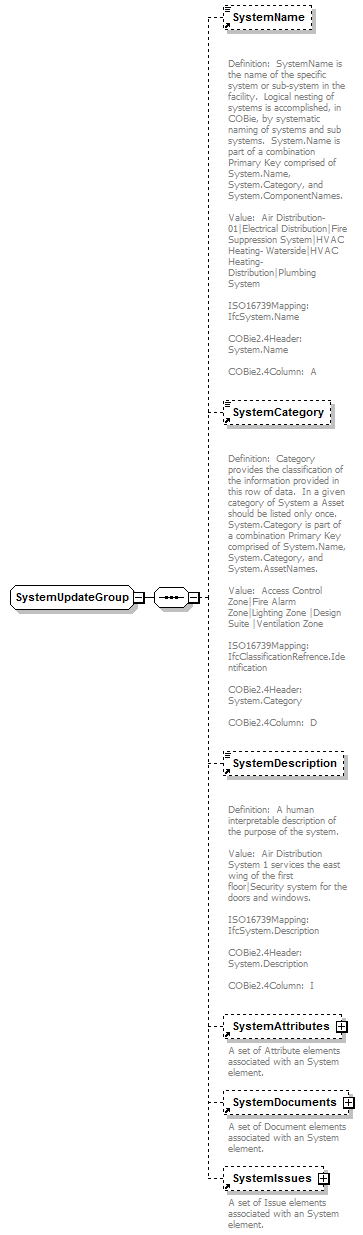 SystemName
Definition:  SystemName is
the name of the specific
system or sub-system in the
facility.  Logical nesting of
systems is accomplished, in
COBie, by systematic
naming of systems and sub
systems.  System.Name is
part of a combination
Primary Key comprised of
System.Name,
System.Category, and
System.ComponentNames.
Value:  Air Distribution-
01|Electrical Distribution|Fire
Suppression System|HVAC
Heating- Waterside|HVAC
Heating-
Distribution|Plumbing
System
ISO16739Mapping:
IfcSystem.Name
COBie2.4Header:
System.Name
COBie2.4Column:  A
SystemCategory
Definition:  Category
provides the classification of
the information provided in
this row of data.  In a given
category of System a Asset
should be listed only once.
System.Category is part of
a combination Primary Key
comprised of System.Name,
System.Category, and
System.AssetNames.
SystemUpdateGroup
Value:  Access Control
Zone|Fire Alarm
Zone|Lighting Zone |Design
Suite |Ventilation Zone
ISO16739Mapping:
IfcClassificationRefrence.Ide
ntification
COBie2.4Header:
System.Category
COBie2.4Column:  D
SystemDescription
Definition:  A human
interpretable description of
the purpose of the system.
Value:  Air Distribution
System 1 services the east
wing of the first
floor|Security system for the
doors and windows.
ISO16739Mapping:
IfcSystem.Description
COBie2.4Header:
System.Description
COBie2.4Column:  I
SystemAttributes
A set of Attribute elements
associated with an System
element.
SystemDocuments
A set of Document elements
associated with an System
element.
SystemIssues
A set of Issue elements
associated with an System
element.